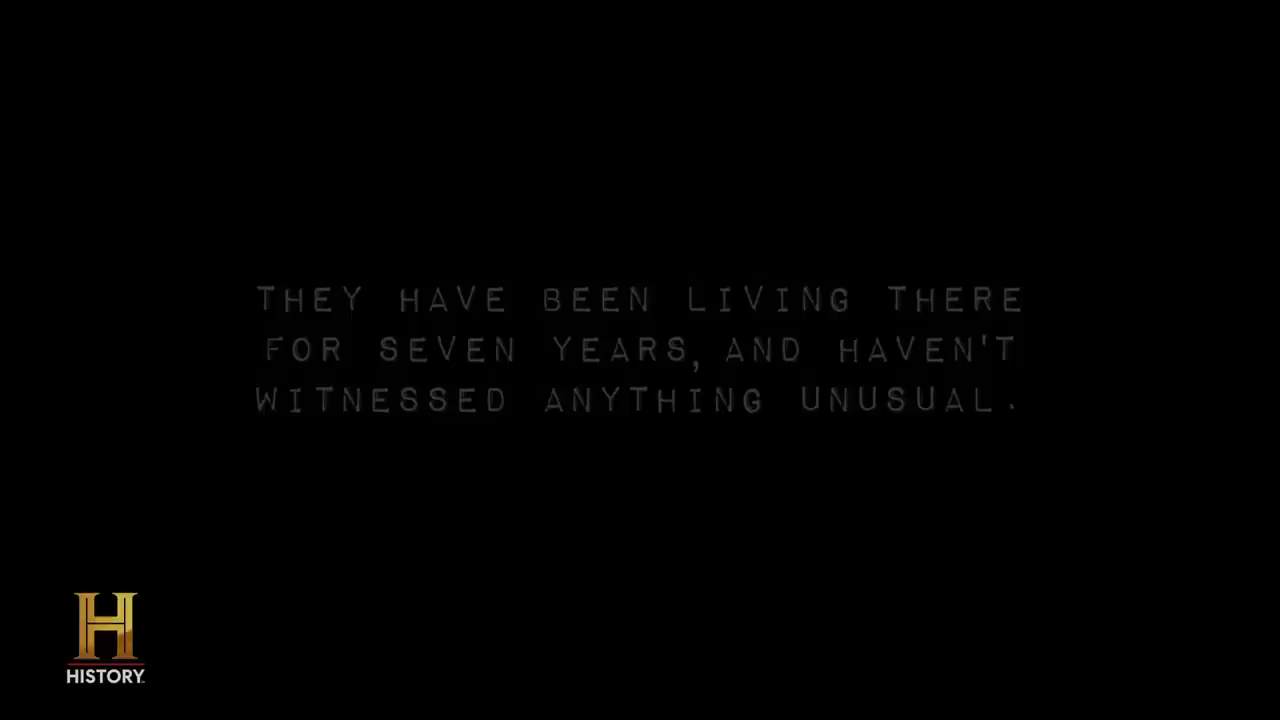 THEY HAVE BEEN LIVING THERE
FOR SEVEN YEARS, AND HAVEN'T
WITNESSED ANYTHING UNUSUAL.
H
HISTORY